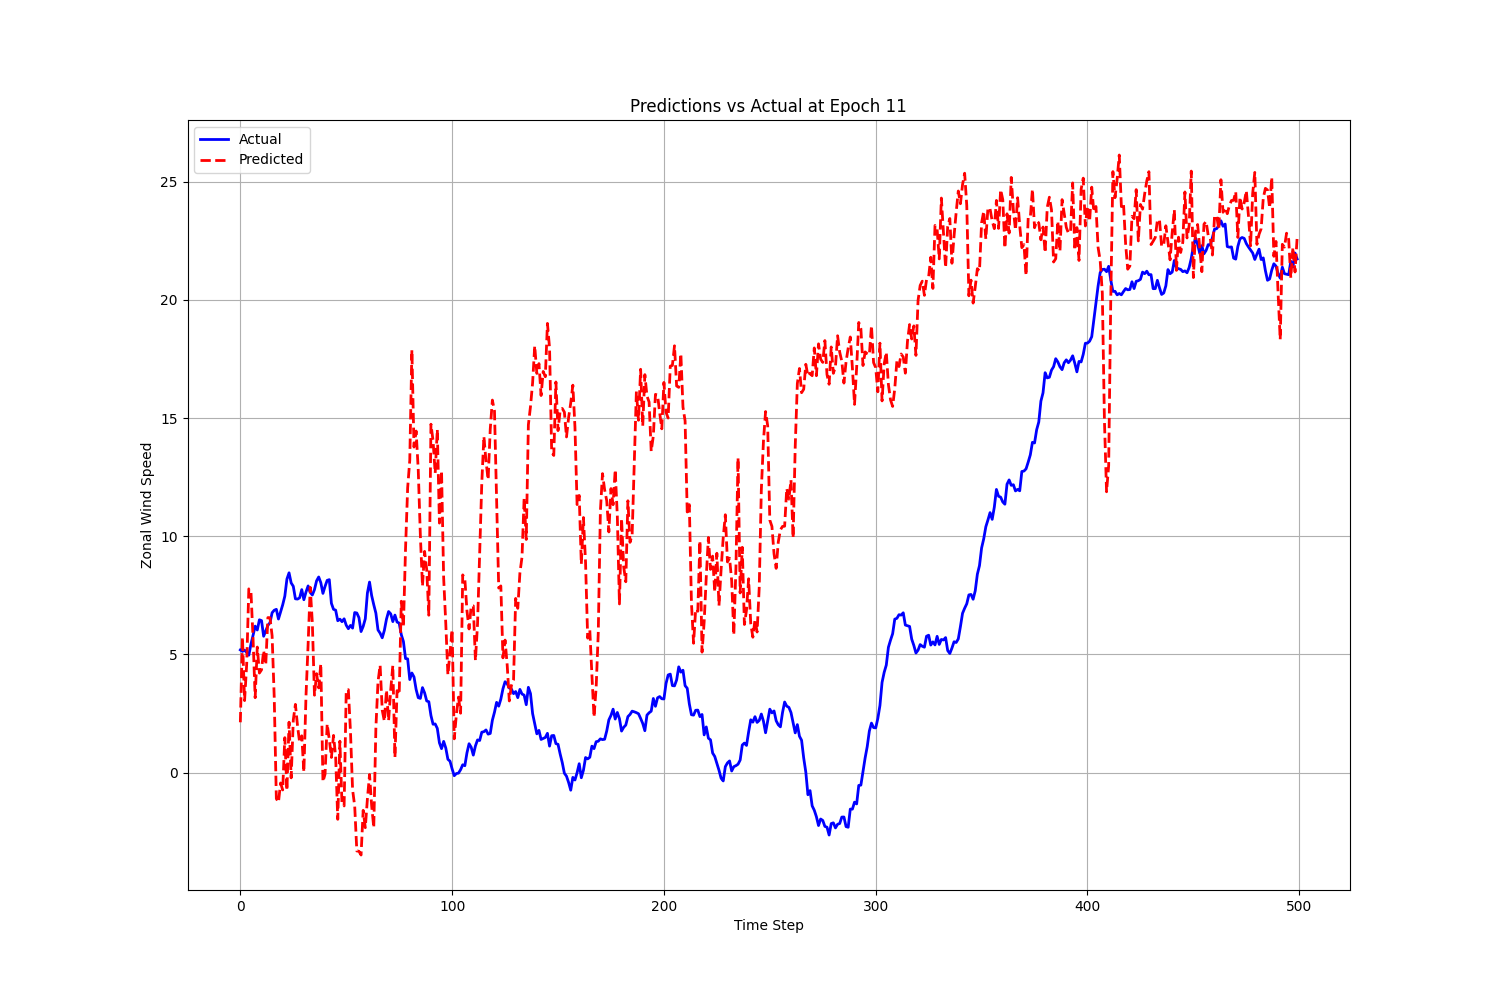 Predictions vs Actual at Epoch 11
Actual
Predicted
Zonal Wind Speed
25
20
15
10
5
0
0 100 200 300 400 500
Time Step